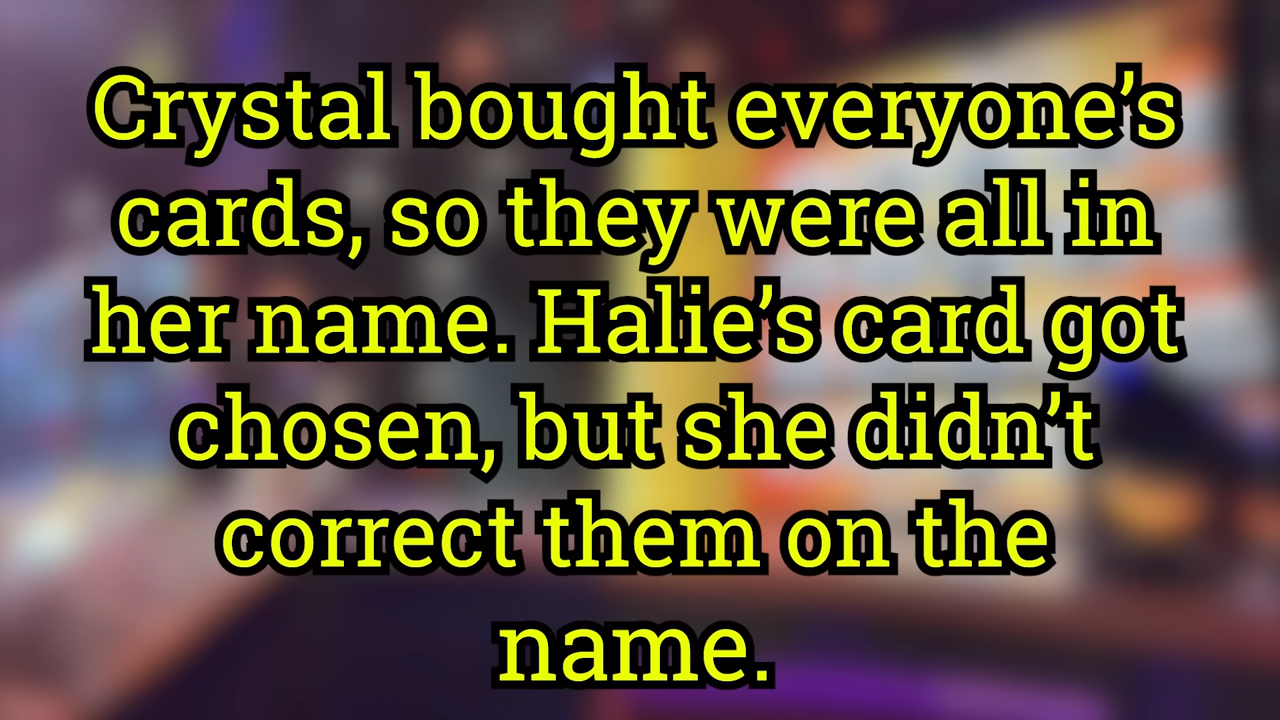 Crystal bought everyone’s
cards, so they were all in
her name. Halie’s card got
chosen, but she didn’t
correct them on the
name.